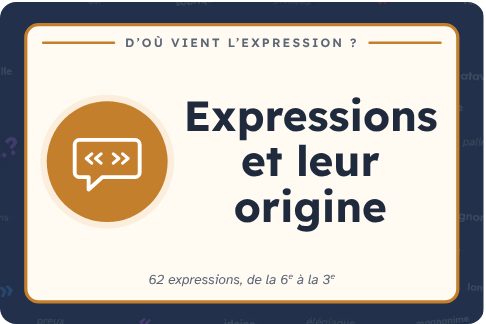 D’OÙ VIENT L’EXPRESSION ?
« »
Expressions
et leur
origine
62 expressions, de la 6ᵉ à la 3ᵉ